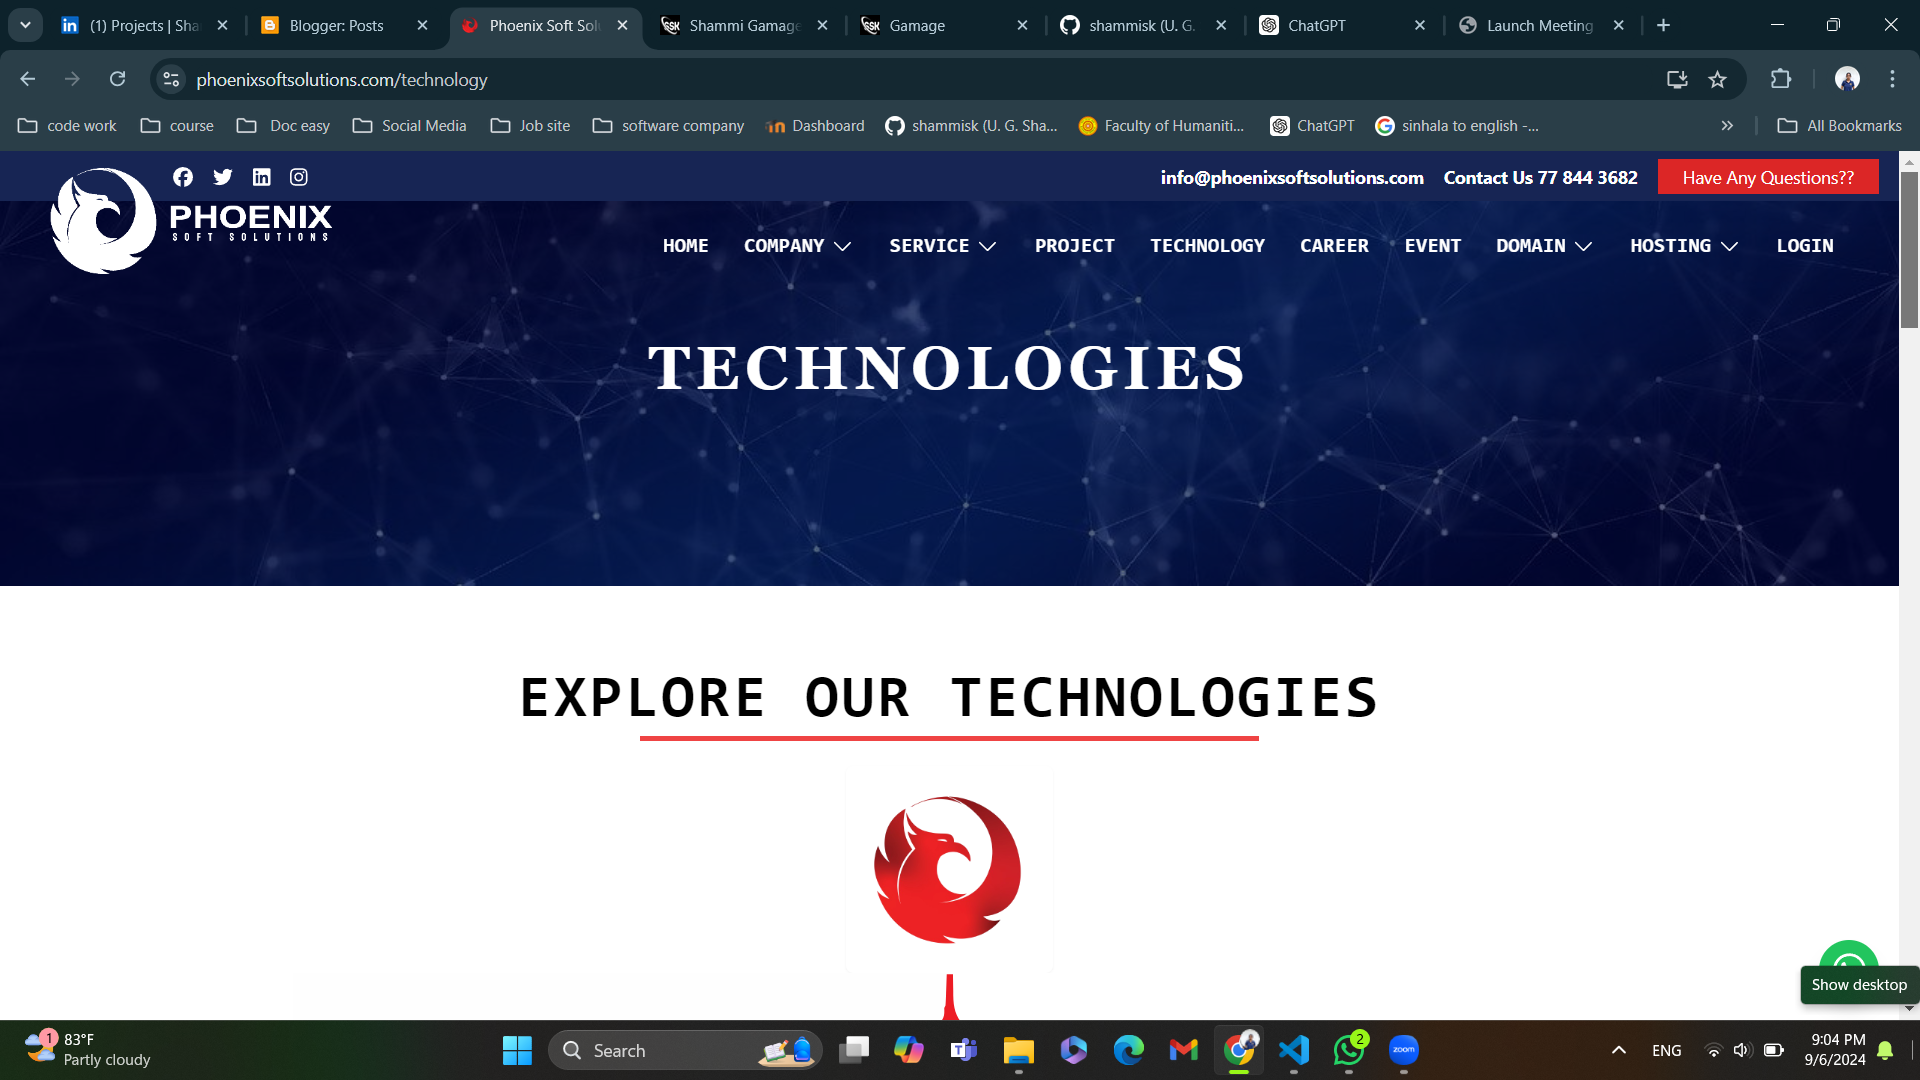 (1) Projects | Sha
Blogger: Posts
Phoenix Soft Solu
Shammi Gamage
Gamage
shammisk (U. G.
ChatGPT
Launch Meeting
phoenixsoftsolutions.com/technology
code work
course
Doc easy
Social Media
Job site
software company
Dashboard
shammisk (U. G. Sha...
Faculty of Humaniti...
ChatGPT
sinhala to english -...
All Bookmarks
info@phoenixsoftsolutions.com
Contact Us 77 844 3682
Have Any Questions??
PHOENIX
SOFT SOLUTIONS
HOME
COMPANY
SERVICE
PROJECT
TECHNOLOGY
CAREER
EVENT
DOMAIN
HOSTING
LOGIN
TECHNOLOGIES
EXPLORE OUR TECHNOLOGIES
Show desktop
1
83°F
Partly cloudy
Search
2
zoom
ENG
9:04 PM
9/6/2024